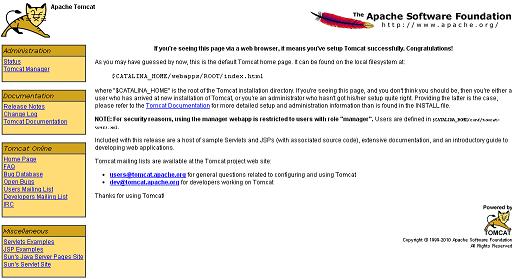 Apache Tomcat
The Apache Software Foundation
http://www.apache.org/
Administration
Status
Tomcat Manager
Documentation
Release Notes
Change Log
Tomcat Documentation
Tomcat Online
Home Page
FAQ
Bug Database
Open Bugs
Users Mailing List
Developers Mailing List
IRC
Miscellaneous
Servlets Examples
JSP Examples
Sun's Java Server Pages Site
Sun's Servlet Site
If you're seeing this page via a web browser, it means you've setup Tomcat successfully. Congratulations!
As you may have guessed by now, this is the default Tomcat home page. It can be found on the local filesystem at:
$CATALINA_HOME/webapps/ROOT/index.html
where "$CATALINA_HOME" is the root of the Tomcat installation directory. If you're seeing this page, and you don't think you should be, then you're either a
user who has arrived at new installation of Tomcat, or you're an administrator who hasn't got his/her setup quite right. Providing the latter is the case,
please refer to the Tomcat Documentation for more detailed setup and administration information than is found in the INSTALL file.
NOTE: For security reasons, using the manager webapp is restricted to users with role "manager". Users are defined in $CATALINA_HOME/conf/tomcat-
users.xml.
Included with this release are a host of sample Servlets and JSPs (with associated source code), extensive documentation, and an introductory guide to
developing web applications.
Tomcat mailing lists are available at the Tomcat project web site:
• users@tomcat.apache.org for general questions related to configuring and using Tomcat
• dev@tomcat.apache.org for developers working on Tomcat
Thanks for using Tomcat!
Powered by
TOMCAT
Copyright © 1999-2010 Apache Software Foundation
All Rights Reserved